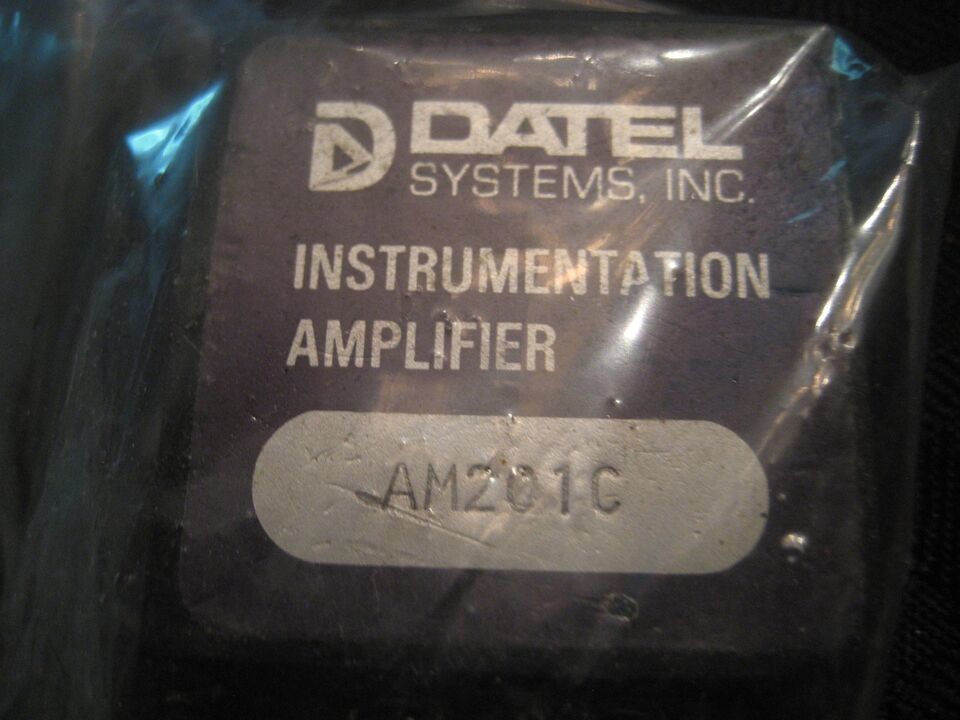 DATEL
SYSTEMS, INC.
INSTRUMENTATION
AMPLIFIER
AM201C